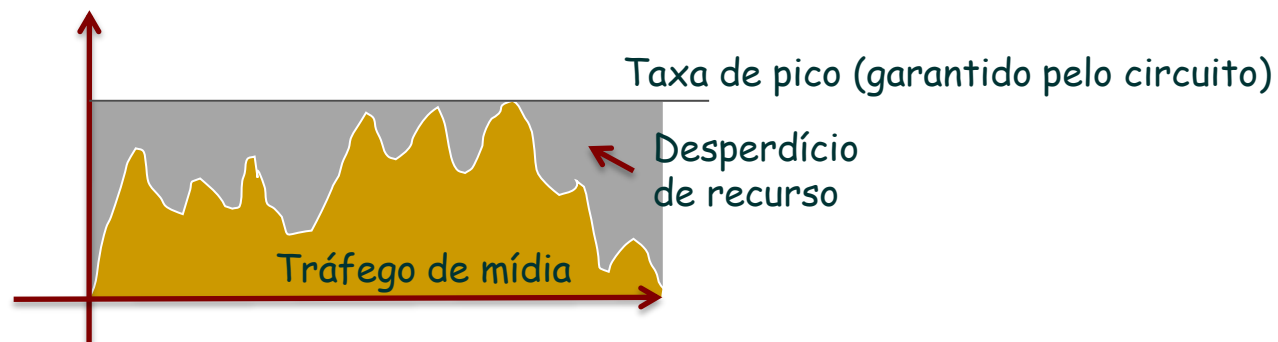 Taxa de pico (garantido pelo circuito)
Desperdício
de recurso
Tráfego de mídia